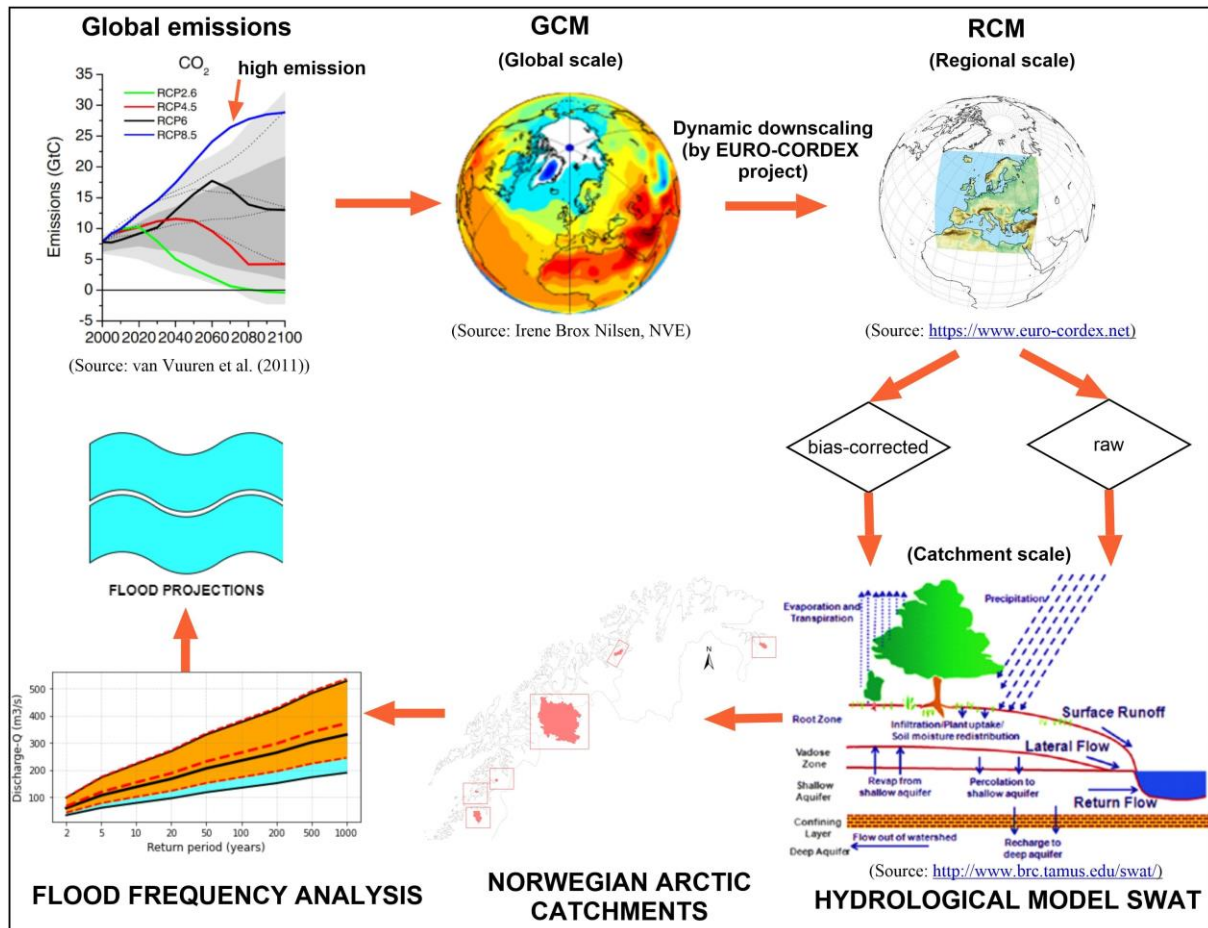 Global emissions
CO2
high emission
RCP2.6
RCP4.5
RCP6
RCP8.5
Emissions (GtC)
35
30
25
20
15
10
5
0
-5
2000 2020 2040 2060 2080 2100
(Source: van Vuuren et al. (2011))
GCM
(Global scale)
(Source: Irene Brox Nilsen, NVE)
Dynamic downscaling
(by EURO-CORDEX
project)
RCM
(Regional scale)
(Source: https://www.euro-cordex.net)
bias-corrected
raw
(Catchment scale)
Evaporation and
Transpiration
Precipitation
Root Zone
Infiltration/Plant uptake/
Soil moisture redistribution
Surface Runoff
Vadose
Zone
Lateral Flow
Shallow
Aquifer
Revap from
shallow aquifer
Percolation to
shallow aquifer
Return Flow
Confining
Layer
Flow out of watershed
Deep Aquifer
Recharge to
deep aquifer
(Source: http://www.brc.tamus.edu/swat/)
HYDROLOGICAL MODEL SWAT
N
NORWEGIAN ARCTIC
CATCHMENTS
FLOOD PROJECTIONS
Discharge-Q (m3/s)
500
400
300
200
100
2 5 10 20 50 100 200 500 1000
Return period (years)
FLOOD FREQUENCY ANALYSIS